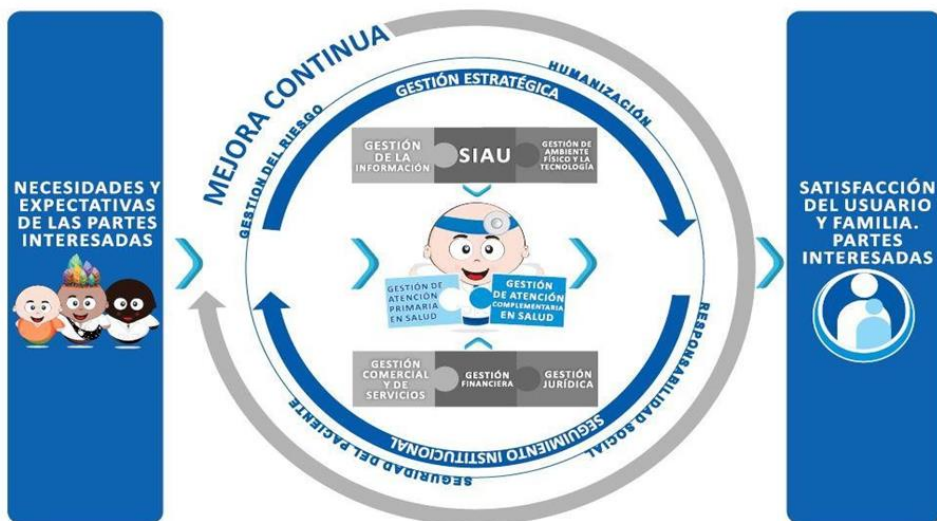 NECESIDADES Y
EXPECTATIVAS
DE LAS PARTES
INTERESADAS
MEJORA CONTINUA
GESTION DEL RIESGO
GESTIÓN ESTRATÉGICA
HUMANIZACIÓN
GESTIÓN
DE LA
INFORMACIÓN
SIAU
GESTIÓN DE
AMBIENTE
FÍSICO Y LA
TECNOLOGÍA
GESTIÓN DE
ATENCIÓN
PRIMARIA
EN SALUD
GESTIÓN
DE ATENCIÓN
COMPLEMENTARIA
EN SALUD
GESTIÓN
COMERCIAL
Y DE
SERVICIOS
GESTIÓN
FINANCIERA
GESTIÓN
JURÍDICA
SEGUIMIENTO INSTITUCIONAL
SEGURIDAD DEL PACIENTE
RESPONSABILIDAD SOCIAL
SATISFACCIÓN
DEL USUARIO
Y FAMILIA.
PARTES
INTERESADAS